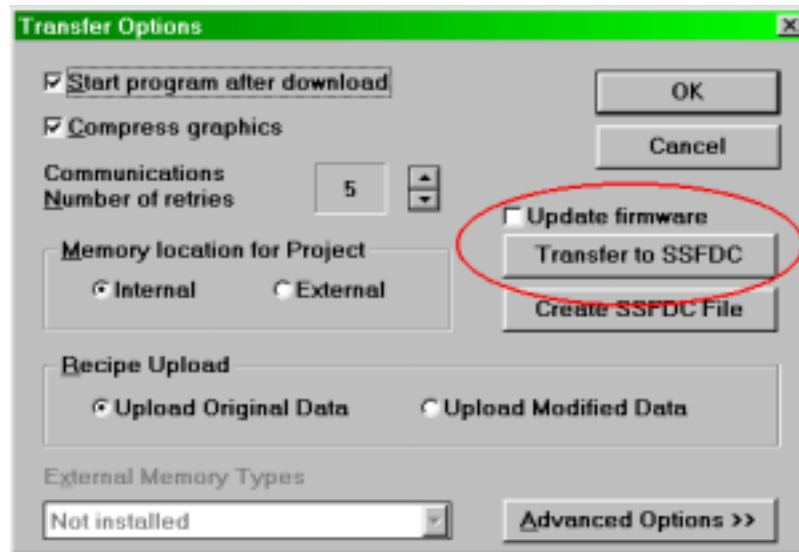 Transfer Options
Start program after download
OK
Compress graphics
Cancel
Communications
Number of retries
5
Update firmware
Memory location for Project
Transfer to SSFDC
Internal
External
Create SSFDC File
Recipe Upload
Upload Original Data
Upload Modified Data
External Memory Types
Not installed
Advanced Options >>